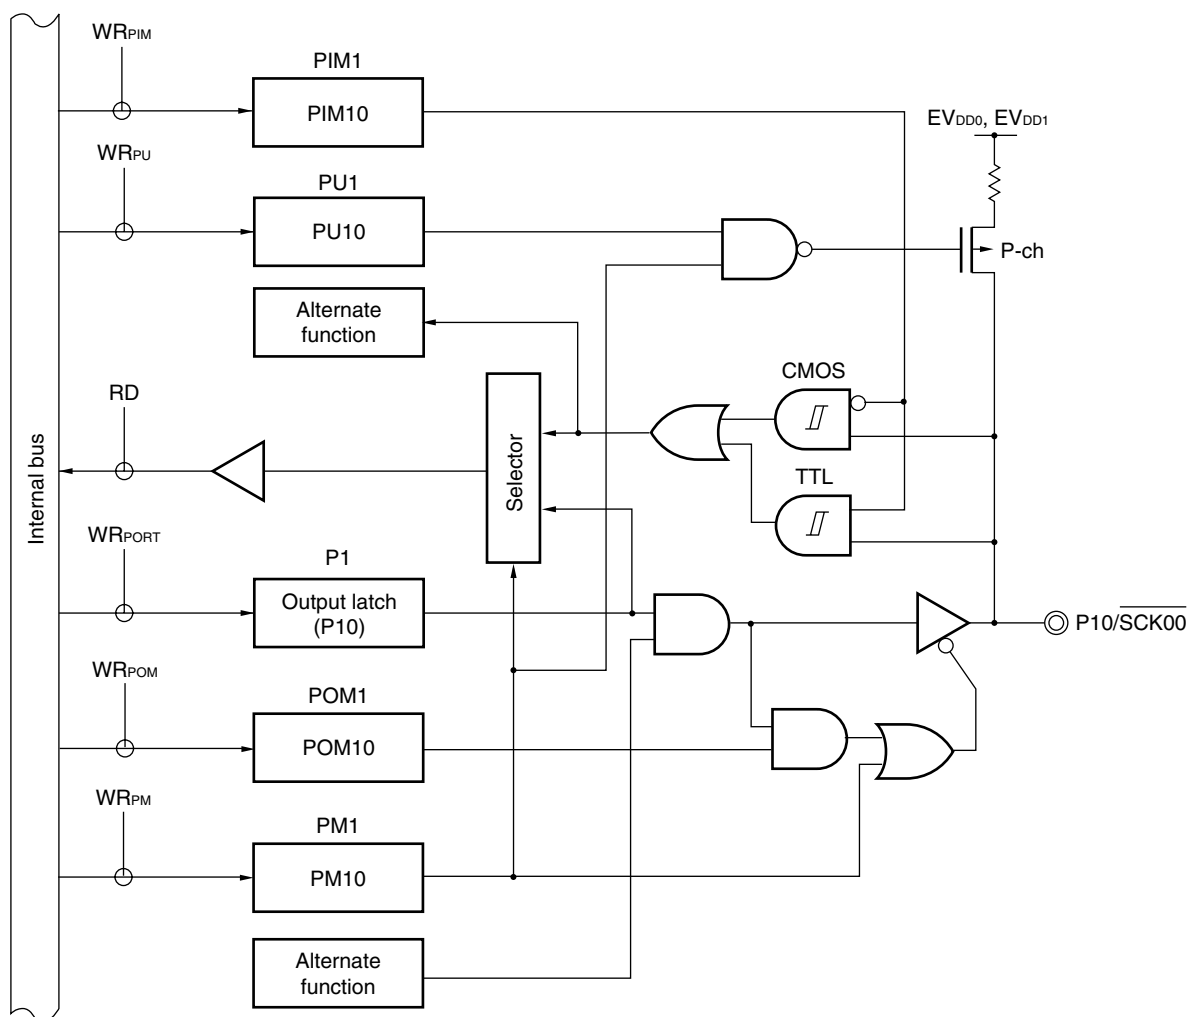 WRPIM
PIM1
PIM10
EVDD0, EVDD1
WRPU
PU1
PU10
P-ch
Alternate
function
CMOS
RD
Internal bus
Selector
TTL
WRPORT
P1
Output latch
(P10)
P10/SCK00
WRPOM
POM1
POM10
WRPM
PM1
PM10
Alternate
function